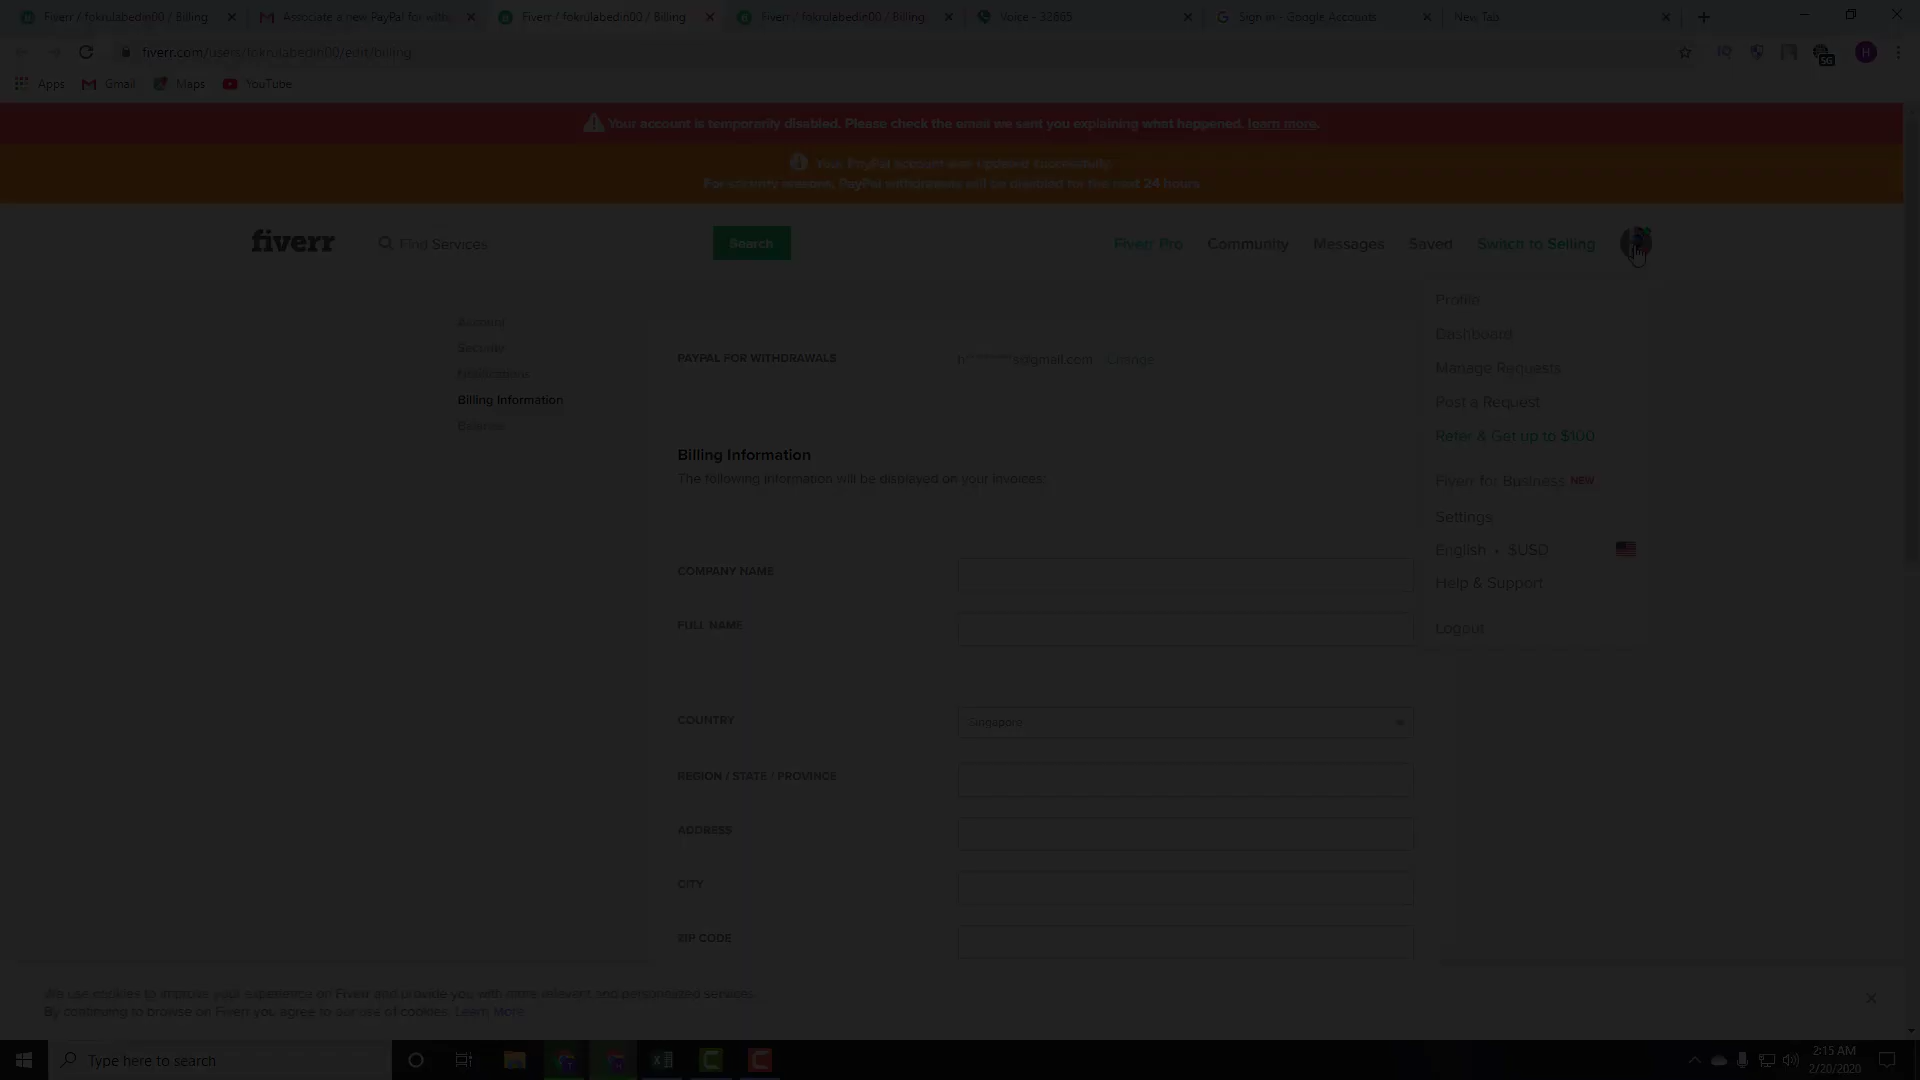 Fiverr / fokrulabedin00 / Billing
Associate a new PayPal for with
Fiverr / fokrulabedin00 / Billing
Fiverr / fokrulabedin00 / Billing
Voice - 32865
Sign in - Google Accounts
New Tab
fiverr.com/users/fokrulabedin00/edit/billing
SG
H
Apps
Gmail
Maps
YouTube
Your account is temporarily disabled. Please check the email we sent you explaining what happened. learn more.
Your PayPal account was updated successfully.
For security reasons, PayPal withdrawals will be disabled for the next 24 hours
fiverr
Find Services
Search
Fiverr Pro
Community
Messages
Saved
Switch to Selling
Account
Security
Notifications
Billing Information
Balance
PAYPAL FOR WITHDRAWALS
Change
Profile
Dashboard
Manage Requests
Post a Request
Refer & Get up to $100
Fiverr for Business NEW
Settings
English • $USD
Help & Support
Logout
Billing Information
The following information will be displayed on your invoices:
COMPANY NAME
FULL NAME
COUNTRY
Singapore
REGION / STATE / PROVINCE
ADDRESS
CITY
ZIP CODE
We use cookies to improve your experience on Fiverr and provide you with more relevant and personalized services.
By continuing to browse on Fiverr you agree to our use of cookies. Learn More
Type here to search
2:15 AM
2/20/2020